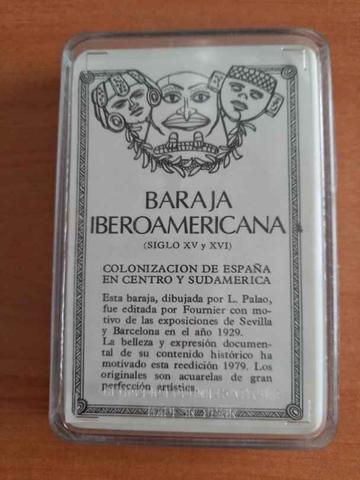 BARAJA
IBEROAMERICANA
(SIGLO XV y XVI)
COLONIZACION DE ESPAÑA
EN CENTRO Y SUDAMERICA
Esta baraja, dibujada por L. Palao,
fue editada por Fournier con mo-
tivo de las exposiciones de Sevilla
y Barcelona en el año 1929.
La belleza y expresión documen-
tal de su contenido histórico ha
motivado esta reedición 1979. Los
originales son acuarelas de gran
perfección artística.